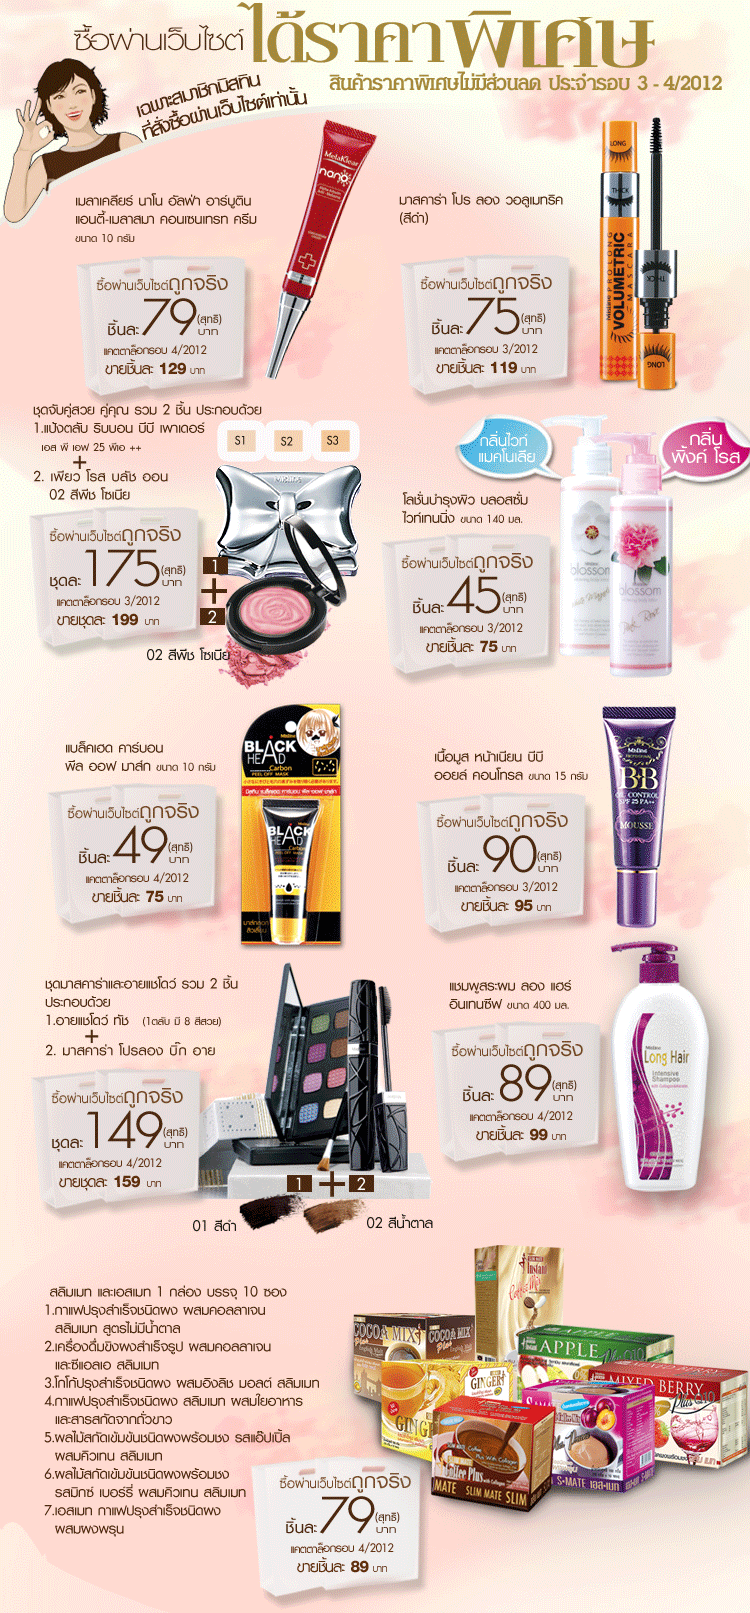 ซื้อผ่านเว็บไซต์ ได้ราคาพิเศษ
สินค้าราคาพิเศษไม่มีส่วนลด ประจำรอบ 3 - 4/2012
เฉพาะสมาชิกมิสทิน
ที่สั่งซื้อผ่านเว็บไซต์เท่านั้น
เมลาเคลียร์ นาโน อัลฟ่า อาร์บูติน
แอนตี้-เมลาสมา คอนเซนเทรท ครีม
ขนาด 10 กรัม
MelaKlear
nano
ซื้อผ่านเว็บไซต์ถูกจริง
ชิ้นละ 79 (สุทธิ) บาท
แคตตาล็อกรอบ 4/2012
ขายชิ้นละ 129 บาท
มาสคาร่า โปร ลอง วอลูเมทริค
(สีดำ)
LONG
THICK
Mistine PROLONG
VOLUMETRIC
MASCARA
THICK
LONG
ซื้อผ่านเว็บไซต์ถูกจริง
ชิ้นละ 75 (สุทธิ) บาท
แคตตาล็อกรอบ 3/2012
ขายชิ้นละ 119 บาท
ชุดจับคู่สวย คู่คุณ รวม 2 ชิ้น ประกอบด้วย
1.แป้งตลับ ริบบอน บีบี เพาเดอร์
เอส พี เอฟ 25 พีเอ ++
+
2. เพียว โรส บลัช ออน
02 สีพีช โซเนีย
S1 S2 S3
MISTINE
ซื้อผ่านเว็บไซต์ถูกจริง
ชุดละ 175 (สุทธิ) บาท
แคตตาล็อกรอบ 3/2012
ขายชุดละ 199 บาท
1
+
2
02 สีพีช โซเนีย
กลิ่นไวท์
แมคโนเลีย
กลิ่น
พิ้งค์ โรส
โลชั่นบำรุงผิว บลอสซั่ม
ไวท์เทนนิ่ง ขนาด 140 มล.
blossom
blossom
Pink Rose
ซื้อผ่านเว็บไซต์ถูกจริง
ชิ้นละ 45 (สุทธิ) บาท
แคตตาล็อกรอบ 3/2012
ขายชิ้นละ 75 บาท
แบล็คเฮด คาร์บอน
พีล ออฟ มาส์ก ขนาด 10 กรัม
Mistine
BLACK
HEAD
Carbon
PEEL OFF MASK
BLACK
HEAD
ซื้อผ่านเว็บไซต์ถูกจริง
ชิ้นละ 49 (สุทธิ) บาท
แคตตาล็อกรอบ 4/2012
ขายชิ้นละ 75 บาท
เนื้อมูส หน้าเนียน บีบี
ออยล์ คอนโทรล ขนาด 15 กรัม
Mistine
BB
OIL CONTROL
SPF 25 PA++
MOUSSE
ซื้อผ่านเว็บไซต์ถูกจริง
ชิ้นละ 90 (สุทธิ) บาท
แคตตาล็อกรอบ 3/2012
ขายชิ้นละ 95 บาท
ชุดมาสคาร่าและอายแชโดว์ รวม 2 ชิ้น
ประกอบด้วย
1.อายแชโดว์ ทัช (1ตลับ มี 8 สีสวย)
+
2. มาสคาร่า โปรลอง บิ๊ก อาย
ซื้อผ่านเว็บไซต์ถูกจริง
ชุดละ 149 (สุทธิ) บาท
แคตตาล็อกรอบ 4/2012
ขายชุดละ 159 บาท
1 + 2
01 สีดำ
02 สีน้ำตาล
แชมพูสระผม ลอง แฮร์
อินเทนซีฟ ขนาด 400 มล.
Mistine
Long Hair
Intensive
Shampoo
ซื้อผ่านเว็บไซต์ถูกจริง
ชิ้นละ 89 (สุทธิ) บาท
แคตตาล็อกรอบ 4/2012
ขายชิ้นละ 99 บาท
สลิมเมท และเอสเมท 1 กล่อง บรรจุ 10 ซอง
1.กาแฟปรุงสำเร็จชนิดผง ผสมคอลลาเจน
สลิมเมท สูตรไม่มีน้ำตาล
2.เครื่องดื่มขิงผงสำเร็จรูป ผสมคอลลาเจน
และซีแอลเอ สลิมเมท
3.โกโก้ปรุงสำเร็จชนิดผง ผสมอิงลิช มอลต์ สลิมเมท
4.กาแฟปรุงสำเร็จชนิดผง สลิมเมท ผสมใยอาหาร
และสารสกัดจากถั่วขาว
5.ผลไม้สกัดเข้มข้นชนิดผงพร้อมชง รสแอ๊ปเปิ้ล
ผสมคิวเทน สลิมเมท
6.ผลไม้สกัดเข้มข้นชนิดผงพร้อมชง
รสมิกซ์ เบอร์รี่ ผสมคิวเทน สลิมเมท
7.เอสเมท กาแฟปรุงสำเร็จชนิดผง
ผสมผงพรุน
ซื้อผ่านเว็บไซต์ถูกจริง
ชิ้นละ 79 (สุทธิ) บาท
แคตตาล็อกรอบ 4/2012
ขายชิ้นละ 89 บาท
Instant
Coffee Mix
COCOA MIX
Plus
COCOA MIX
APPLE
Plus Q10
MIXED BERRY
Plus Q10
GINGER
GING
Coffee Plus
MATE SLIM MATE SLIM
S-MATE เอส-เมท